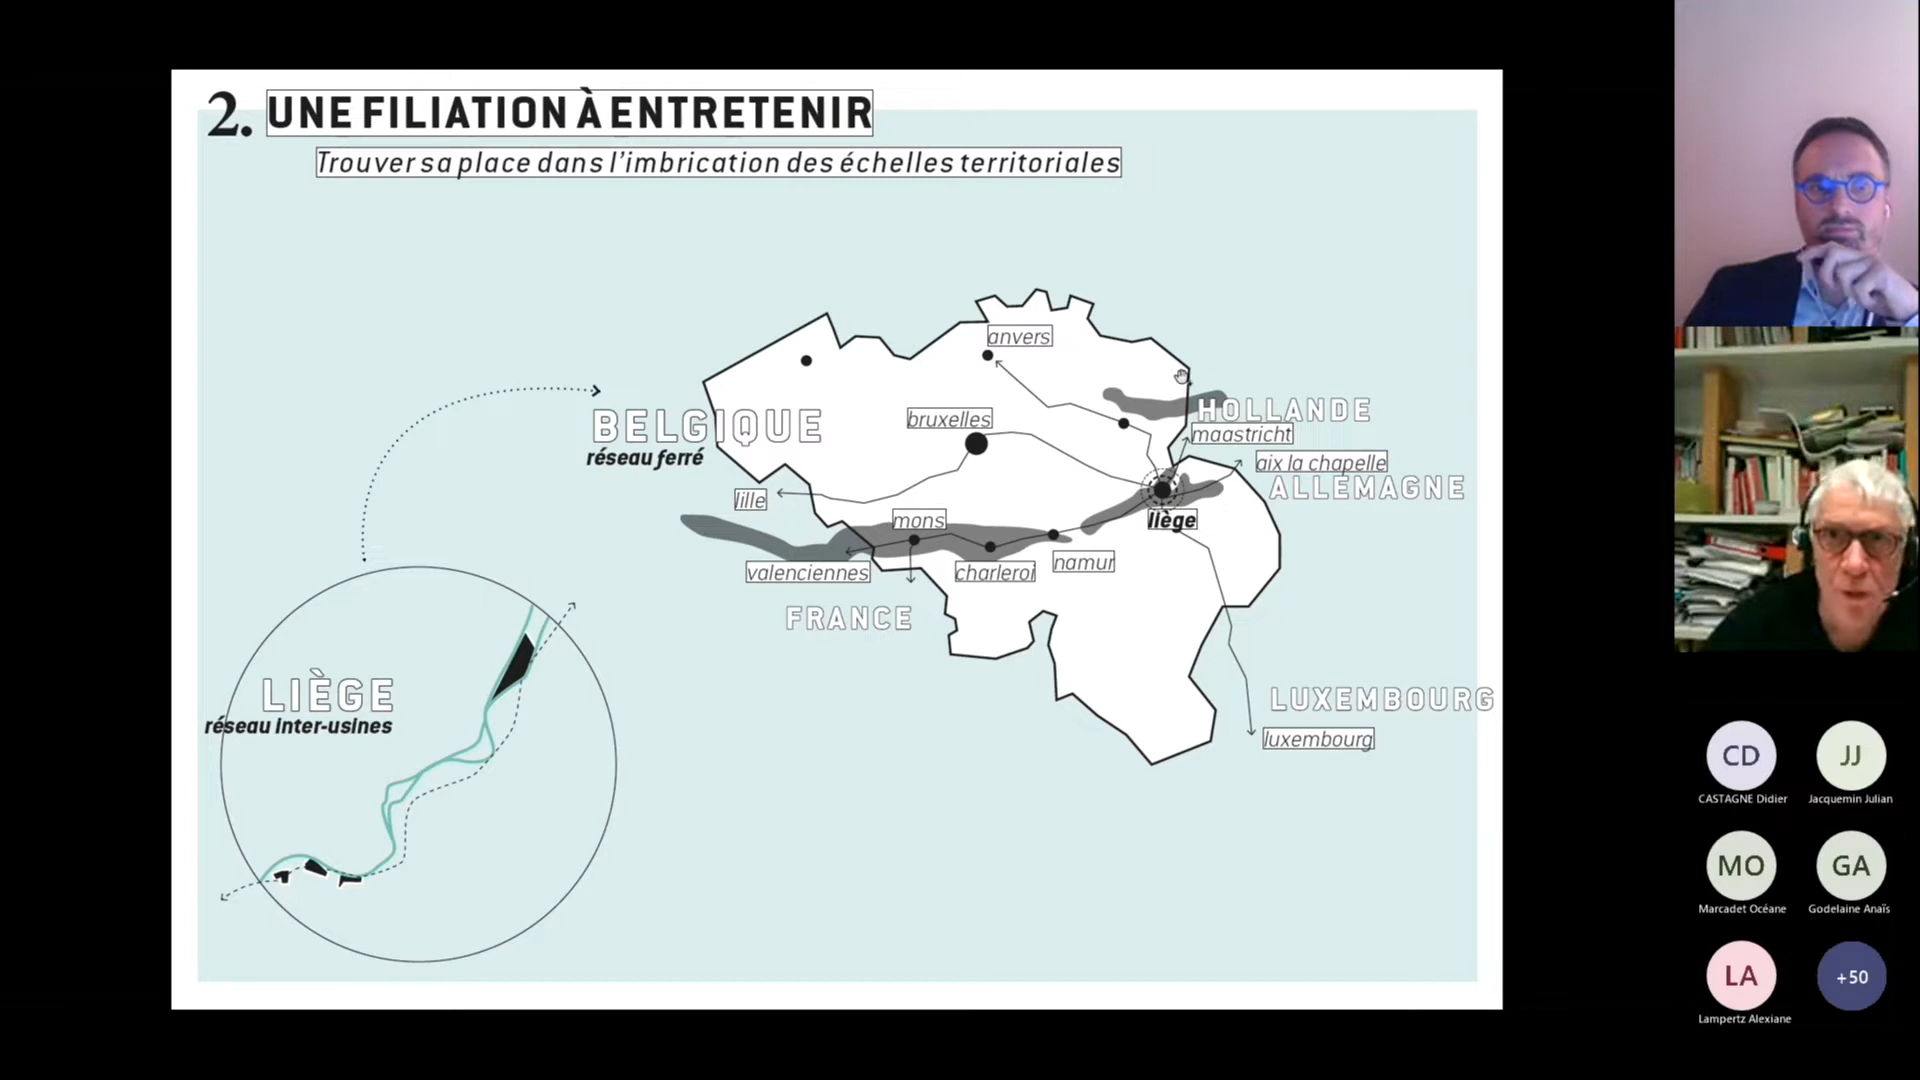 2. UNE FILIATION À ENTRETENIR
Trouver sa place dans l'imbrication des échelles territoriales
anvers
HOLLANDE
bruxelles
BELGIQUE
maastricht
réseau ferré
aix la chapelle
ALLEMAGNE
lille
mons
liège
valenciennes
charleroi
namur
FRANCE
LIÈGE
réseau inter-usines
LUXEMBOURG
luxembourg
CD
JJ
CASTAGNE Didier
Jacquemin Julian
MO
GA
Marcadet Océane
Godelaine Anaïs
LA
+50
Lampertz Alexiane